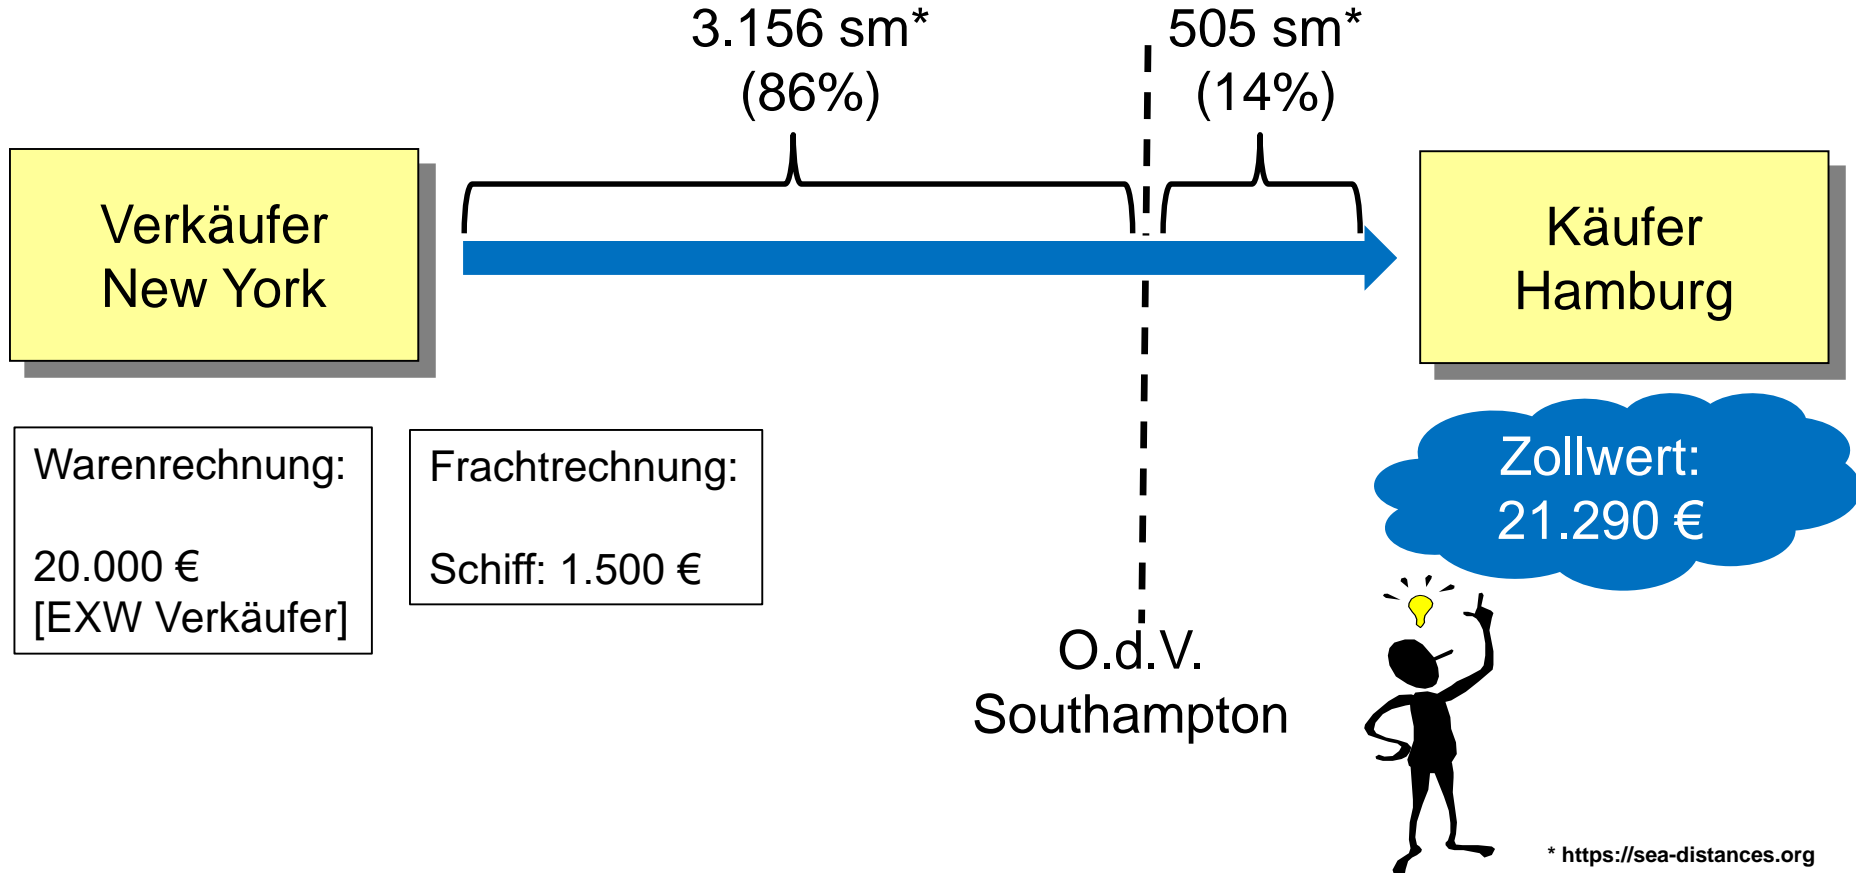 3.156 sm*
(86%)
505 sm*
(14%)
Verkäufer
New York
Käufer
Hamburg
Warenrechnung:
20.000 €
[EXW Verkäufer]
Frachtrechnung:
Schiff: 1.500 €
Zollwert:
21.290 €
O.d.V.
Southampton
* https://sea-distances.org